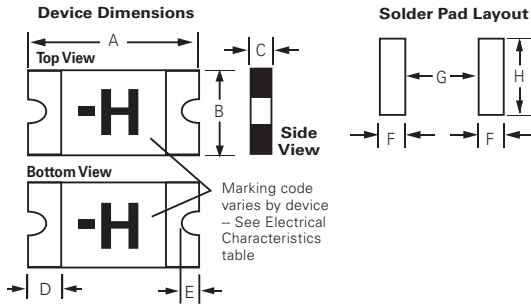 Device Dimensions
A
Top View
-H
B
C
Side
View
Bottom View
-H
Marking code
varies by device
-- See Electrical
Characteristics
table
D
E
Solder Pad Layout
G
H
F
F